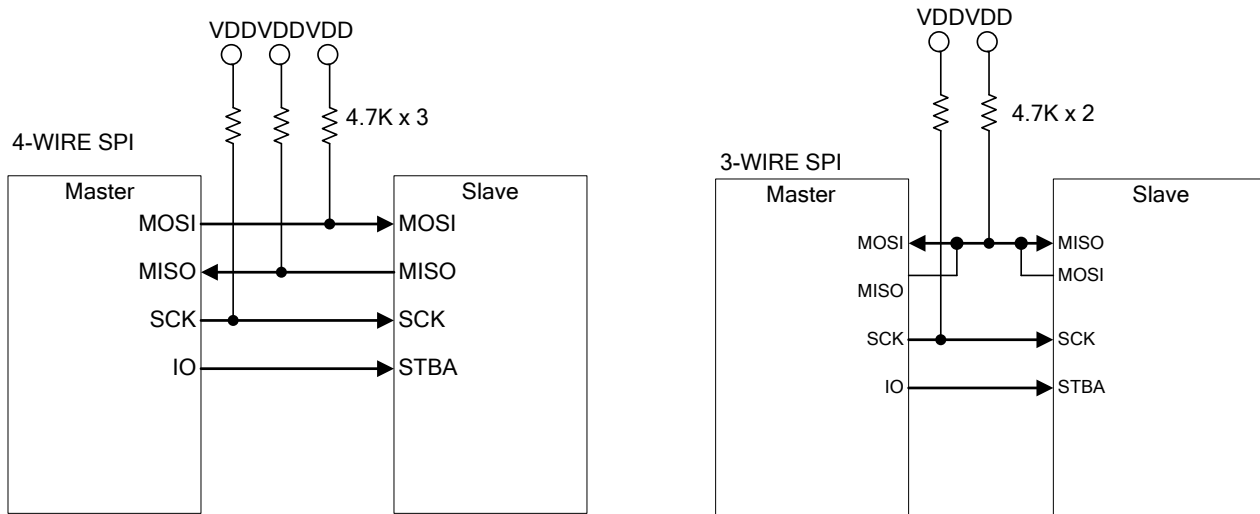 VDDVDDVDD
4.7K x 3
4-WIRE SPI
Master
Slave
MOSI
MOSI
MISO
MISO
SCK
SCK
IO
STBA
VDDVDD
4.7K x 2
3-WIRE SPI
Master
Slave
MOSI
MISO
MOSI
MISO
SCK
SCK
IO
STBA